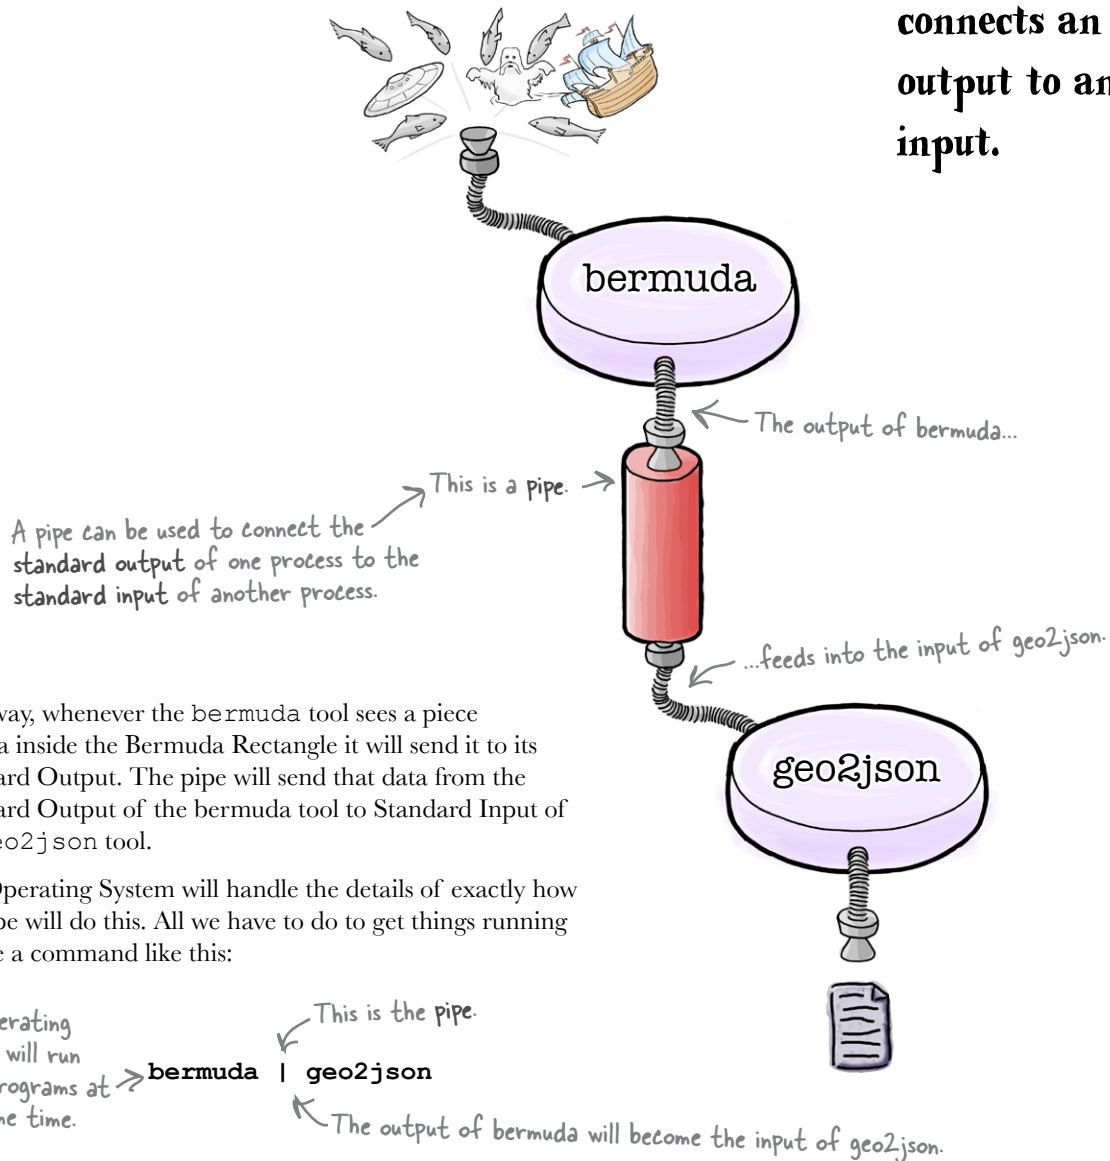 connects an
output to an
input.
bermuda
The output of bermuda...
This is a pipe.
A pipe can be used to connect the
standard output of one process to the
standard input of another process.
...feeds into the input of geo2json.
way, whenever the bermuda tool sees a piece
a inside the Bermuda Rectangle it will send it to its
ard Output. The pipe will send that data from the
ard Output of the bermuda tool to Standard Input of
eo2json tool.
geo2json
Operating System will handle the details of exactly how
pe will do this. All we have to do to get things running
e a command like this:
This is the pipe.
erating
will run
rograms at
me time.
bermuda | geo2json
The output of bermuda will become the input of geo2json.